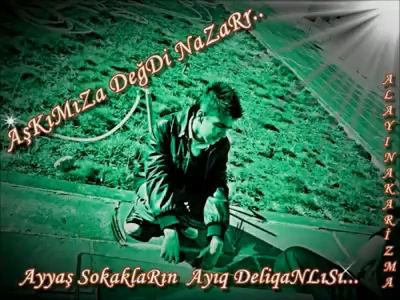 AşKıMıZa DeğDi NaZaRı..
ALAYINAKARİZMA
Ayyaş SokaklaRın Ayıq DeliqaNLıSı...